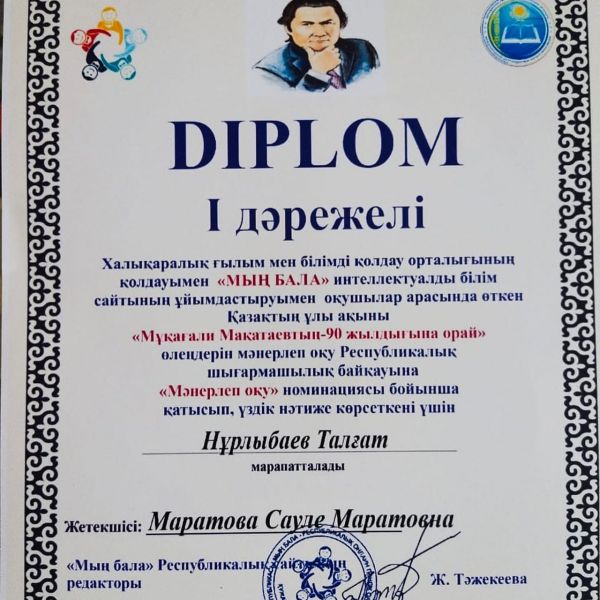 DIPLOM
I дәрежелі
Халықаралық ғылым мен білімді қолдау орталығының
қолдауымен «МЫҢ БАЛА» интеллектуалды білім
сайтының ұйымдастыруымен оқушылар арасында өткен
Қазақтың ұлы ақыны
«Мұқағали Мақатаевтың-90 жылдығына орай»
өлеңдерін мәнерлеп оқу Республикалық
шығармашылық байқауына
«Мәнерлеп оқу» номинациясы бойынша
қатысып, үздік нәтиже көрсеткені үшін
Нұрлыбаев Талғат
марапатталады
Жетекшісі: Маратова Сауле Маратовна
«Мың бала» Республикалық
редакторы
Ж. Тәжекеева